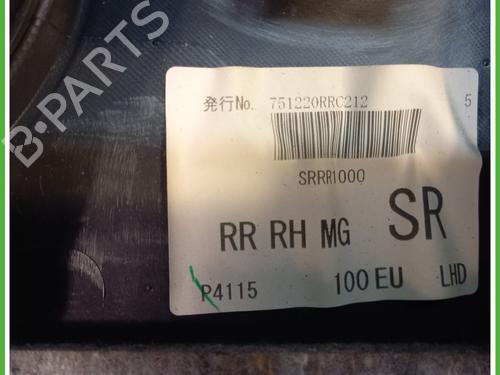 B-PARTS
発行No. 751220RRC212 5
SRRR1000
RR RH MG SR
P4115 100 EU LHD